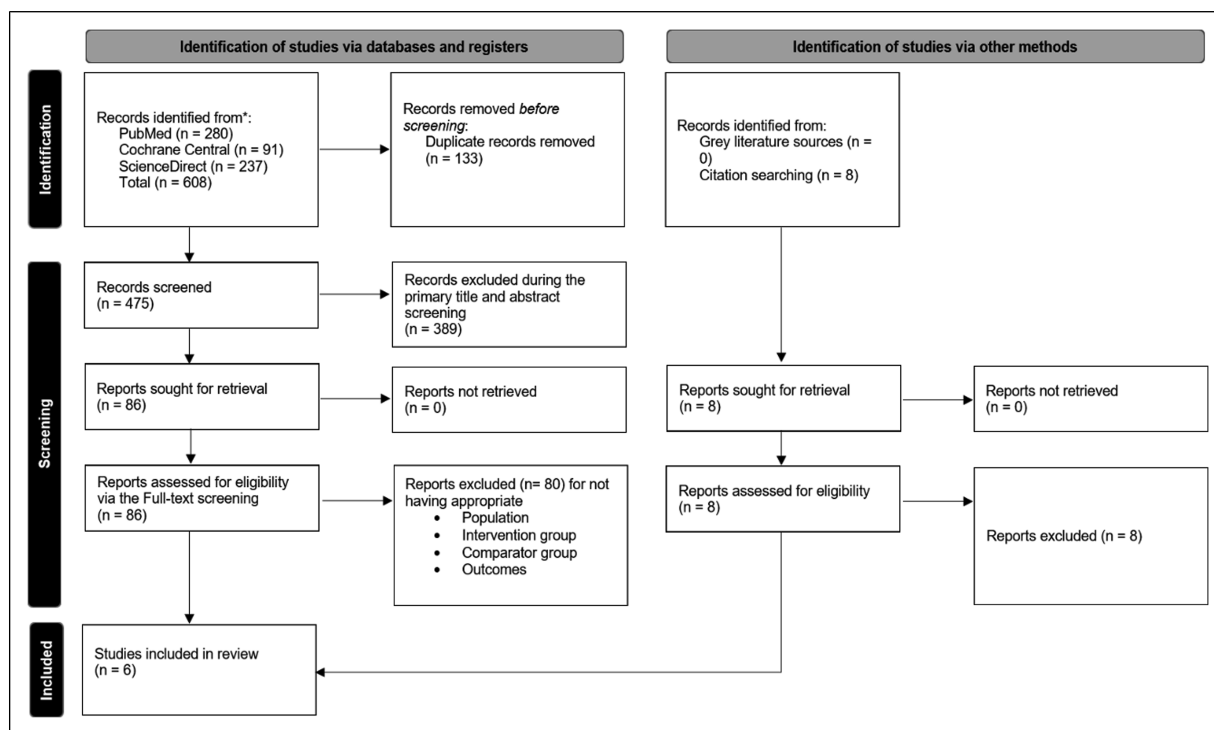 Identification of studies via databases and registers
Identification of studies via other methods
Identification
Records identified from*:
PubMed (n = 280)
Cochrane Central (n = 91)
ScienceDirect (n = 237)
Total (n = 608)
Records removed before
screening:
Duplicate records removed
(n = 133)
Records identified from:
Grey literature sources (n =
0)
Citation searching (n = 8)
Screening
Records screened
(n = 475)
Records excluded during the
primary title and abstract
screening
(n = 389)
Reports sought for retrieval
(n = 86)
Reports not retrieved
(n = 0)
Reports sought for retrieval
(n = 8)
Reports not retrieved
(n = 0)
Reports assessed for eligibility
via the Full-text screening
(n = 86)
Reports excluded (n= 80) for not
having appropriate
• Population
• Intervention group
• Comparator group
• Outcomes
Reports assessed for eligibility
(n = 8)
Reports excluded (n = 8)
Included
Studies included in review
(n = 6)